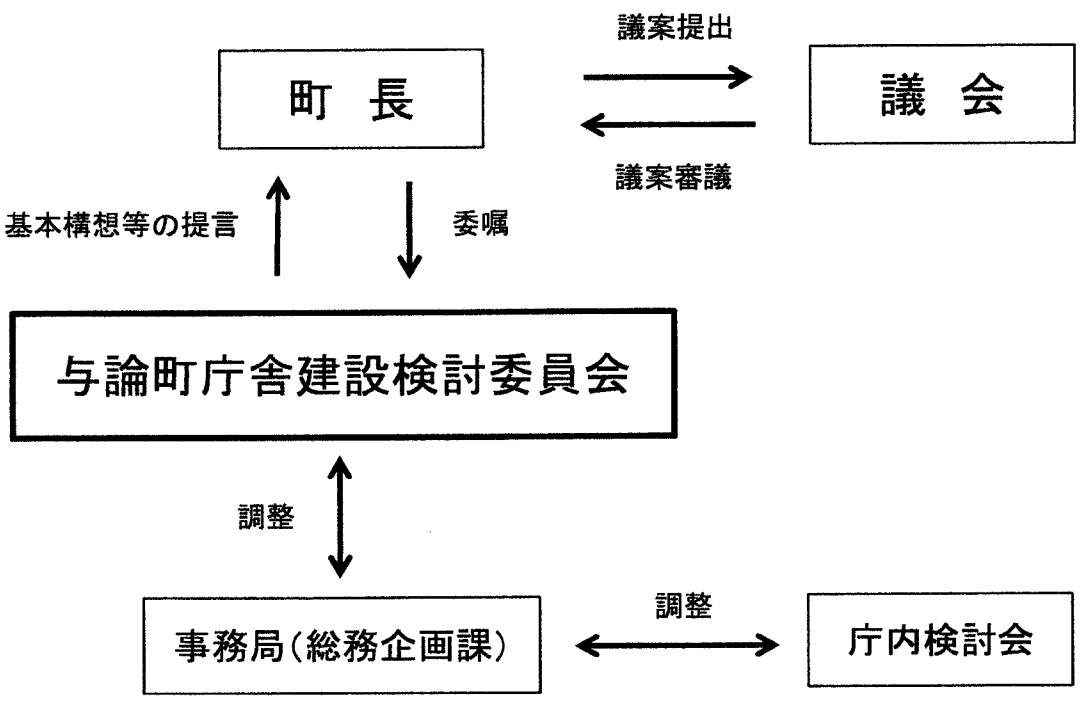 議案提出
町 長
議 会
議案審議
基本構想等の提言
委嘱
与論町庁舎建設検討委員会
調整
調整
事務局(総務企画課)
庁内検討会